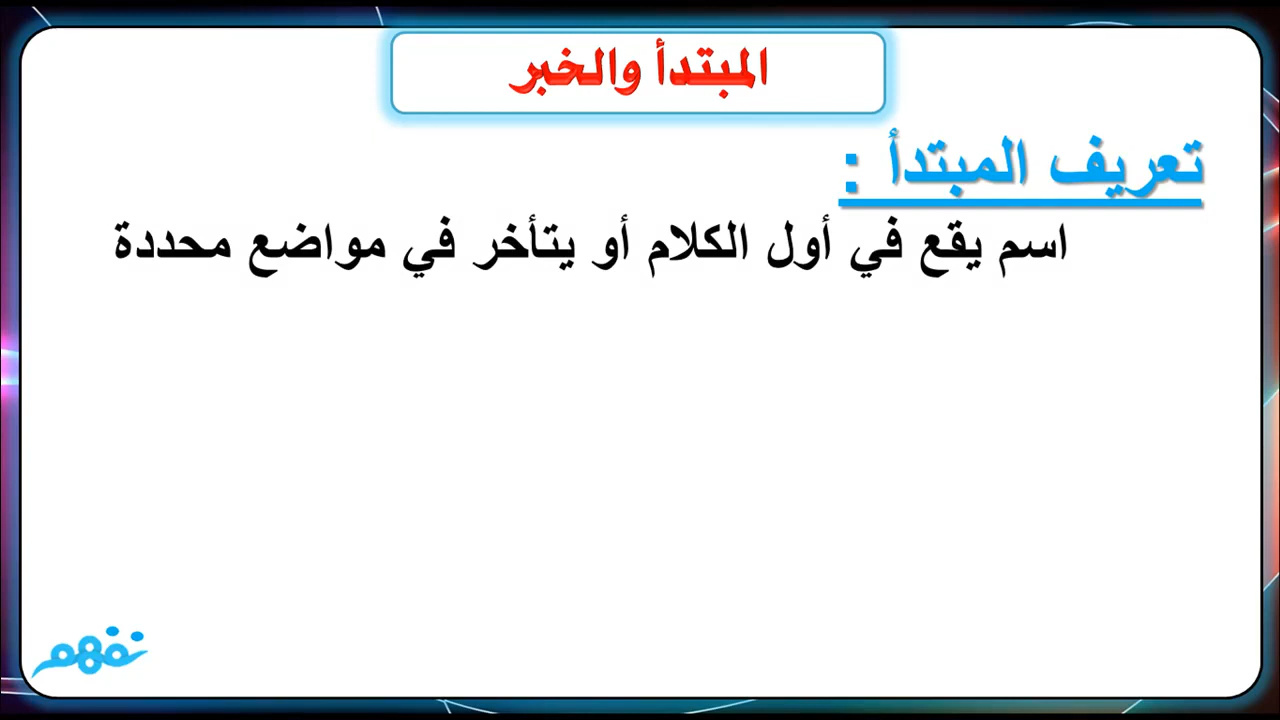 المبتدأ والخبر
تعريف المبتدأ :
اسم يقع في أول الكلام أو يتأخر في مواضع محددة
نفهم